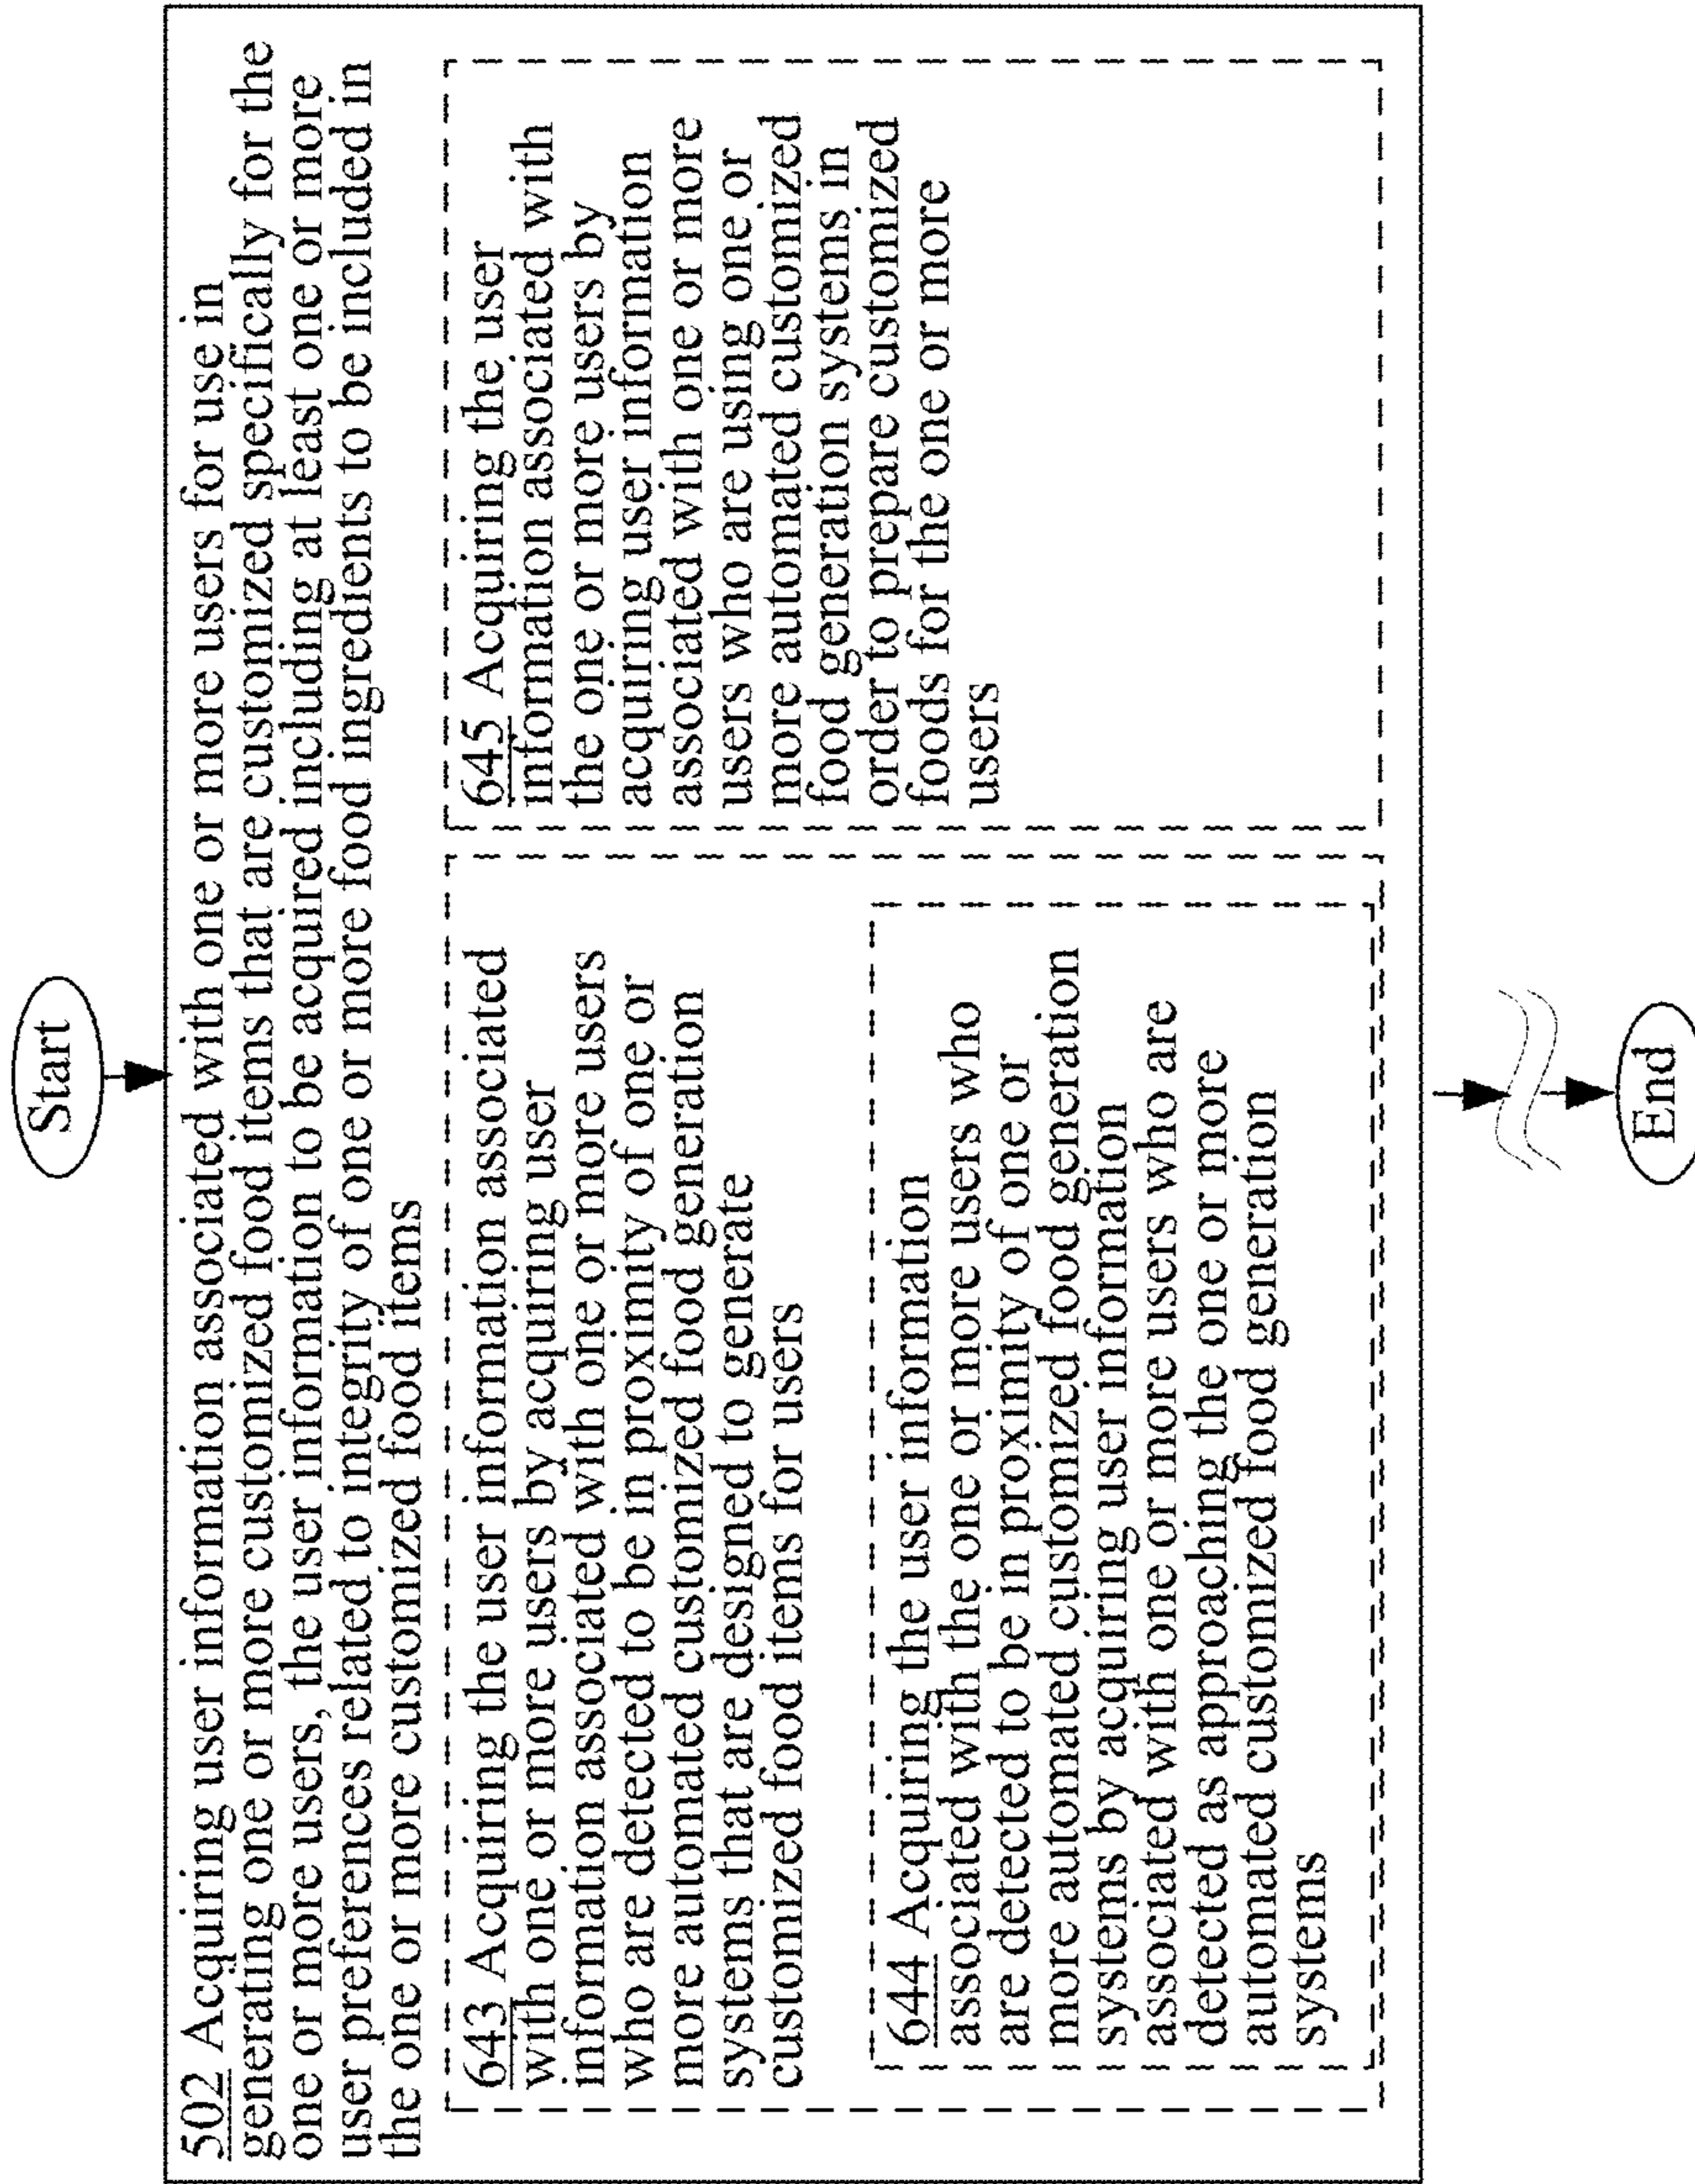 Start
502 Acquiring user information associated with one or more users for use in
generating one or more customized food items that are customized specifically for the
one or more users, the user information to be acquired including at least one or more
user preferences related to integrity of one or more food ingredients to be included in
the one or more customized food items
643 Acquiring the user information associated
with one or more users by acquiring user
information associated with one or more users
who are detected to be in proximity of one or
more automated customized food generation
systems that are designed to generate
customized food items for users
644 Acquiring the user information
associated with the one or more users who
are detected to be in proximity of one or
more automated customized food generation
systems by acquiring user information
associated with one or more users who are
detected as approaching the one or more
automated customized food generation
systems
645 Acquiring the user
information associated with
the one or more users by
acquiring user information
associated with one or more
users who are using one or
more automated customized
food generation systems in
order to prepare customized
foods for the one or more
users
End